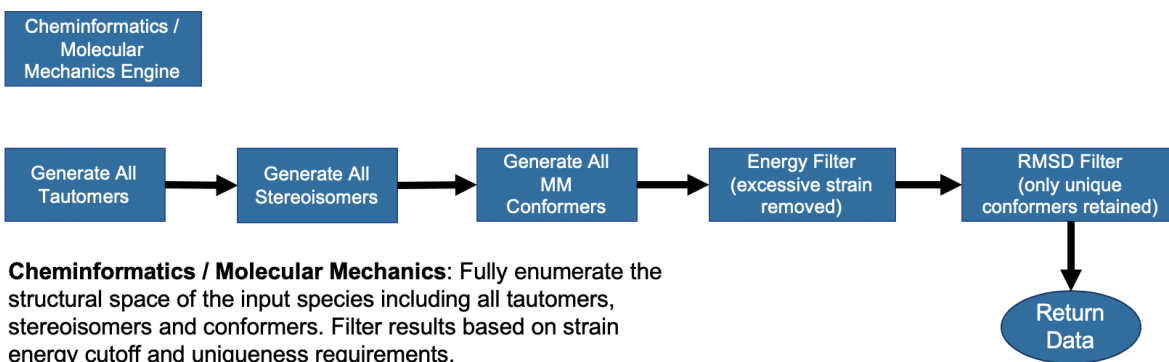 Cheminformatics /
Molecular
Mechanics Engine
Generate All
Tautomers
Generate All
Stereoisomers
Generate All
MM
Conformers
Energy Filter
(excessive strain
removed)
RMSD Filter
(only unique
conformers retained)
Cheminformatics / Molecular Mechanics: Fully enumerate the
structural space of the input species including all tautomers,
stereoisomers and conformers. Filter results based on strain
energy cutoff and uniqueness requirements.
Return
Data